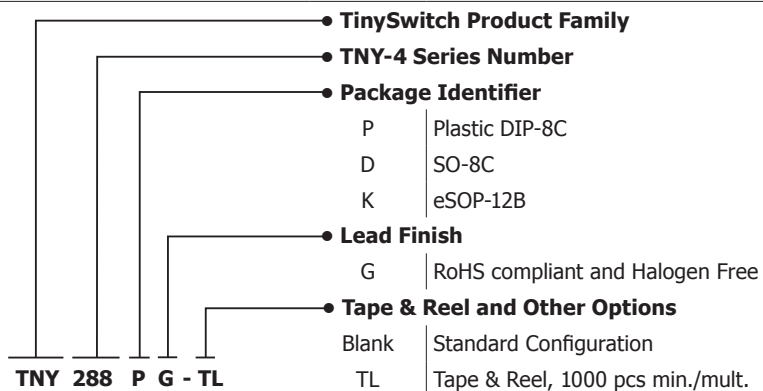 TinySwitch Product Family
TNY-4 Series Number
Package Identifier
P Plastic DIP-8C
D SO-8C
K eSOP-12B
Lead Finish
G RoHS compliant and Halogen Free
Tape & Reel and Other Options
Blank Standard Configuration
TNY 288 P G - TL TL Tape & Reel, 1000 pcs min./mult.